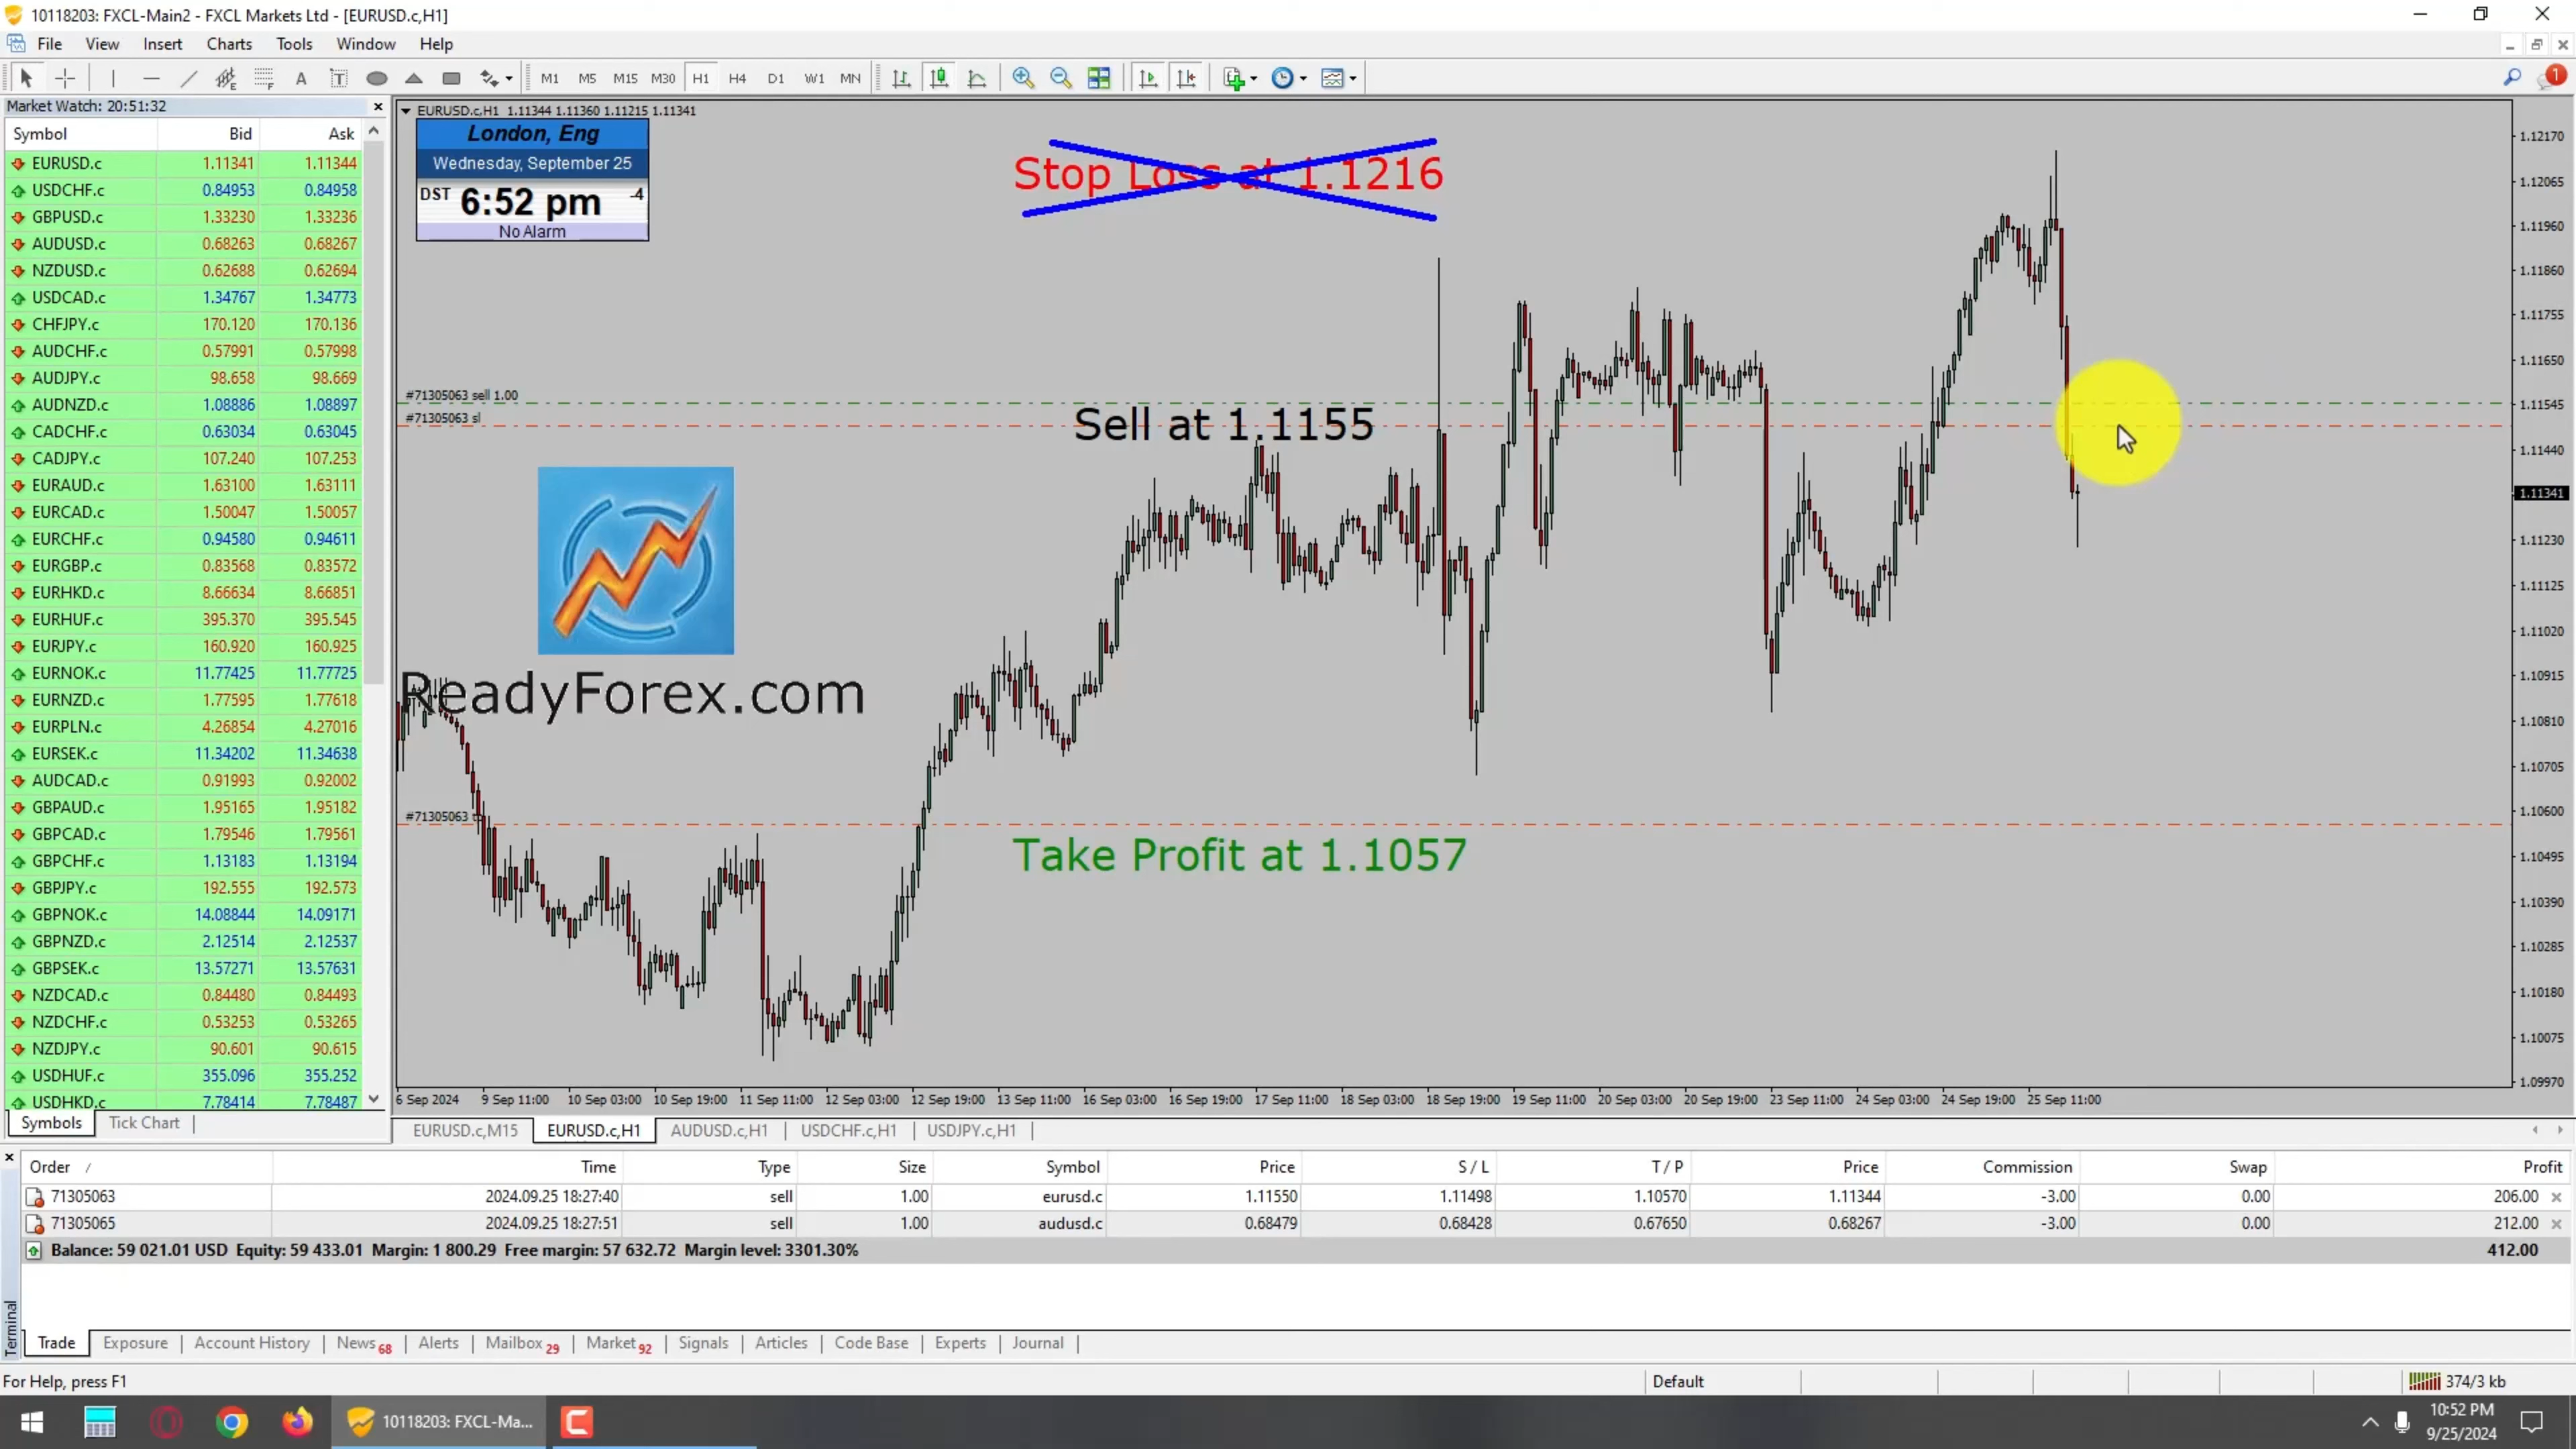 10118203: FXCL-Main2 - FXCL Markets Ltd - [EURUSD.c,H1]
File View Insert Charts Tools Window Help
A T M1 M5 M15 M30 H1 H4 D1 W1 MN 1
Market Watch: 20:51:32
Symbol Bid Ask
EURUSD.c 1.11341 1.11344
USDCHF.c 0.84953 0.84958
GBPUSD.c 1.33230 1.33236
AUDUSD.c 0.68263 0.68267
NZDUSD.c 0.62688 0.62694
USDCAD.c 1.34767 1.34773
CHFJPY.c 170.120 170.136
AUDCHF.c 0.57991 0.57998
AUDJPY.c 98.658 98.669
AUDNZD.c 1.08886 1.08897
CADCHF.c 0.63034 0.63045
CADJPY.c 107.240 107.253
EURAUD.c 1.63100 1.63111
EURCAD.c 1.50047 1.50057
EURCHF.c 0.94580 0.94611
EURGBP.c 0.83568 0.83572
EURHKD.c 8.66634 8.66851
EURHUF.c 395.370 395.545
EURJPY.c 160.920 160.925
EURNOK.c 11.77425 11.77725
EURNZD.c 1.77595 1.77618
EURPLN.c 4.26854 4.27016
EURSEK.c 11.34202 11.34638
AUDCAD.c 0.91993 0.92002
GBPAUD.c 1.95165 1.95182
GBPCAD.c 1.79546 1.79561
GBPCHF.c 1.13183 1.13194
GBPJPY.c 192.555 192.573
GBPNOK.c 14.08844 14.09171
GBPNZD.c 2.12514 2.12537
GBPSEK.c 13.57271 13.57631
NZDCAD.c 0.84480 0.84493
NZDCHF.c 0.53253 0.53265
NZDJPY.c 90.601 90.615
USDHUF.c 355.096 355.252
USDHKD.c 7.78414 7.78487
Symbols Tick Chart
EURUSD.c,H1 1.11344 1.11360 1.11215 1.11341
London, Eng
Wednesday, September 25
DST 6:52 pm -4
No Alarm
Stop Loss at 1.1216
#71305063 sell 1.00
#71305063 sl
Sell at 1.1155
ReadyForex.com
#71305063
Take Profit at 1.1057
1.12170
1.12065
1.11960
1.11860
1.11755
1.11650
1.11545
1.11440
1.11341
1.11230
1.11125
1.11020
1.10915
1.10810
1.10705
1.10600
1.10495
1.10390
1.10285
1.10180
1.10075
1.09970
6 Sep 2024 9 Sep 11:00 10 Sep 03:00 10 Sep 19:00 11 Sep 11:00 12 Sep 03:00 12 Sep 19:00 13 Sep 11:00 16 Sep 03:00 16 Sep 19:00 17 Sep 11:00 18 Sep 03:00 18 Sep 19:00 19 Sep 11:00 20 Sep 03:00 20 Sep 19:00 23 Sep 11:00 24 Sep 03:00 24 Sep 19:00 25 Sep 11:00
EURUSD.c,M15 EURUSD.c,H1 AUDUSD.c,H1 USDCHF.c,H1 USDJPY.c,H1
Order / Time Type Size Symbol Price S / L T / P Price Commission Swap Profit
71305063 2024.09.25 18:27:40 sell 1.00 eurusd.c 1.11550 1.11498 1.10570 1.11344 -3.00 0.00 206.00
71305065 2024.09.25 18:27:51 sell 1.00 audusd.c 0.68479 0.68428 0.67650 0.68267 -3.00 0.00 212.00
Balance: 59 021.01 USD Equity: 59 433.01 Margin: 1 800.29 Free margin: 57 632.72 Margin level: 3301.30% 412.00
Terminal
Trade Exposure Account History News 68 Alerts Mailbox 29 Market 92 Signals Articles Code Base Experts Journal
For Help, press F1 Default 374/3 kb
10118203: FXCL-Ma... 10:52 PM
9/25/2024